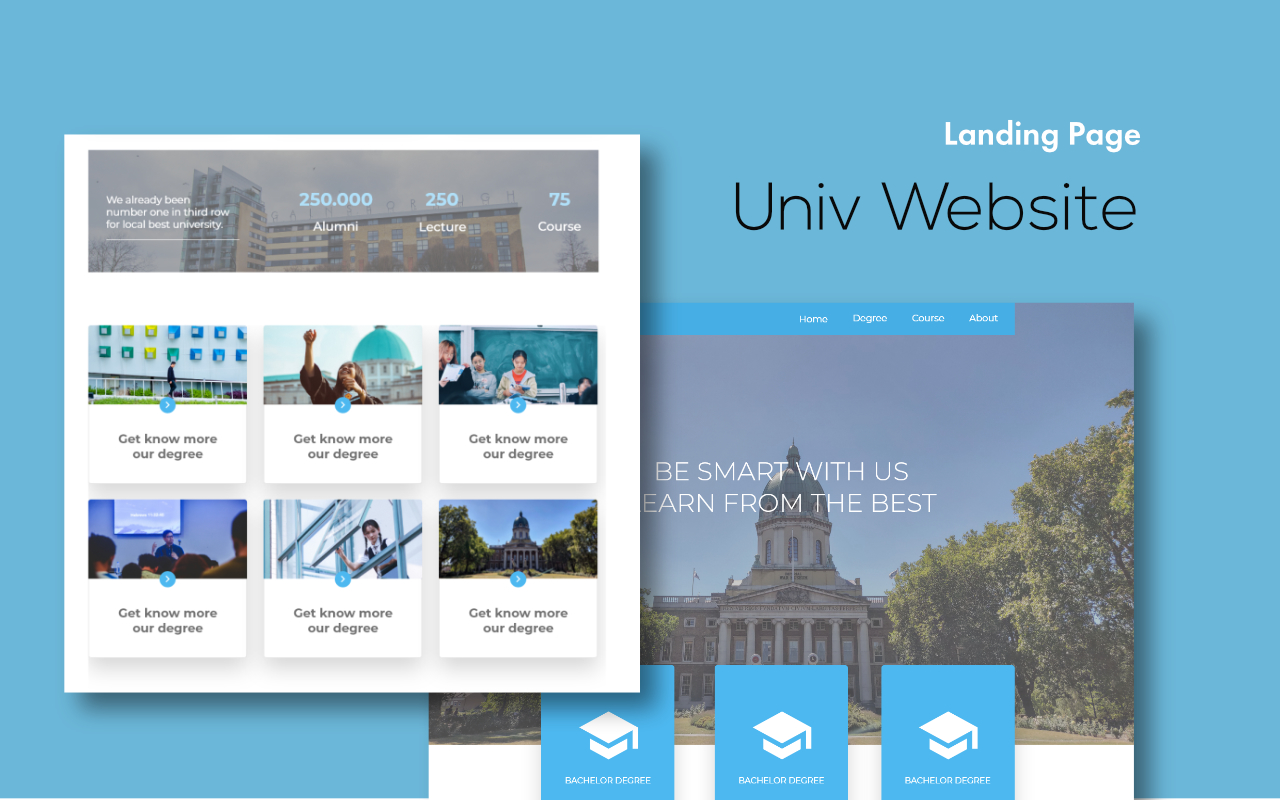 Landing Page
Univ Website
We already been
number one in third row
for local best university.
250.000
Alumni
250
Lecture
75
Course
GAINSBOROUGH
Get know more
our degree
Get know more
our degree
Get know more
our degree
Get know more
our degree
Get know more
our degree
Get know more
our degree
Home
Degree
Course
About
BE SMART WITH US
EARN FROM THE BEST
BACHELOR DEGREE
BACHELOR DEGREE
BACHELOR DEGREE